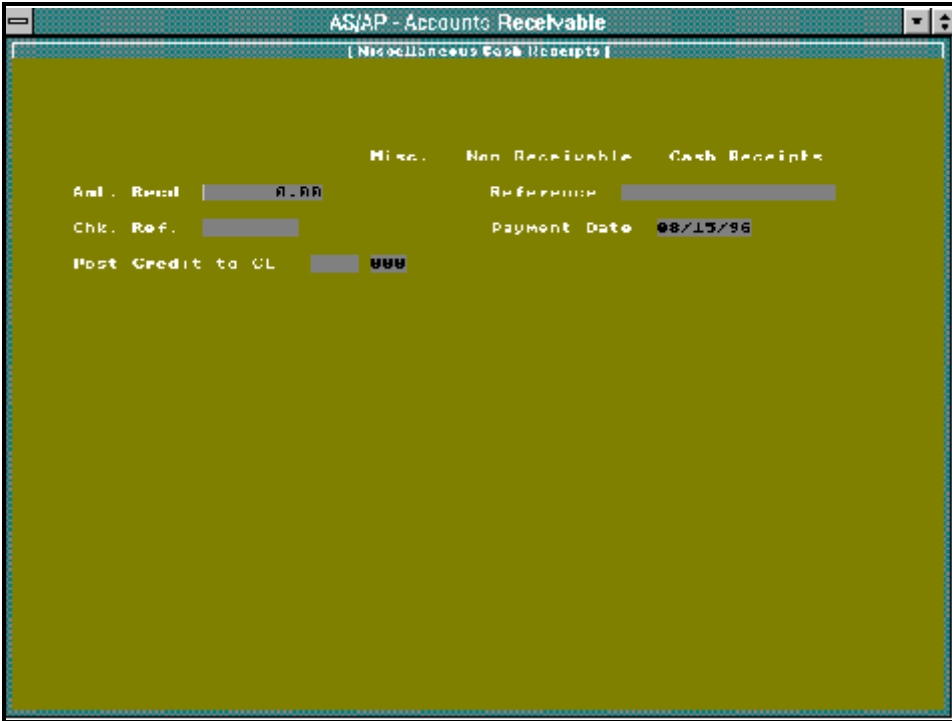 AS/AP - Accounts Receivable
[ Miscellaneous Cash Receipts ]
Misc. Non Receivable Cash Receipts
Amt. Recd 0.00 Reference
Chk. Ref. Payment Date 08/15/96
Post Credit to GL 000